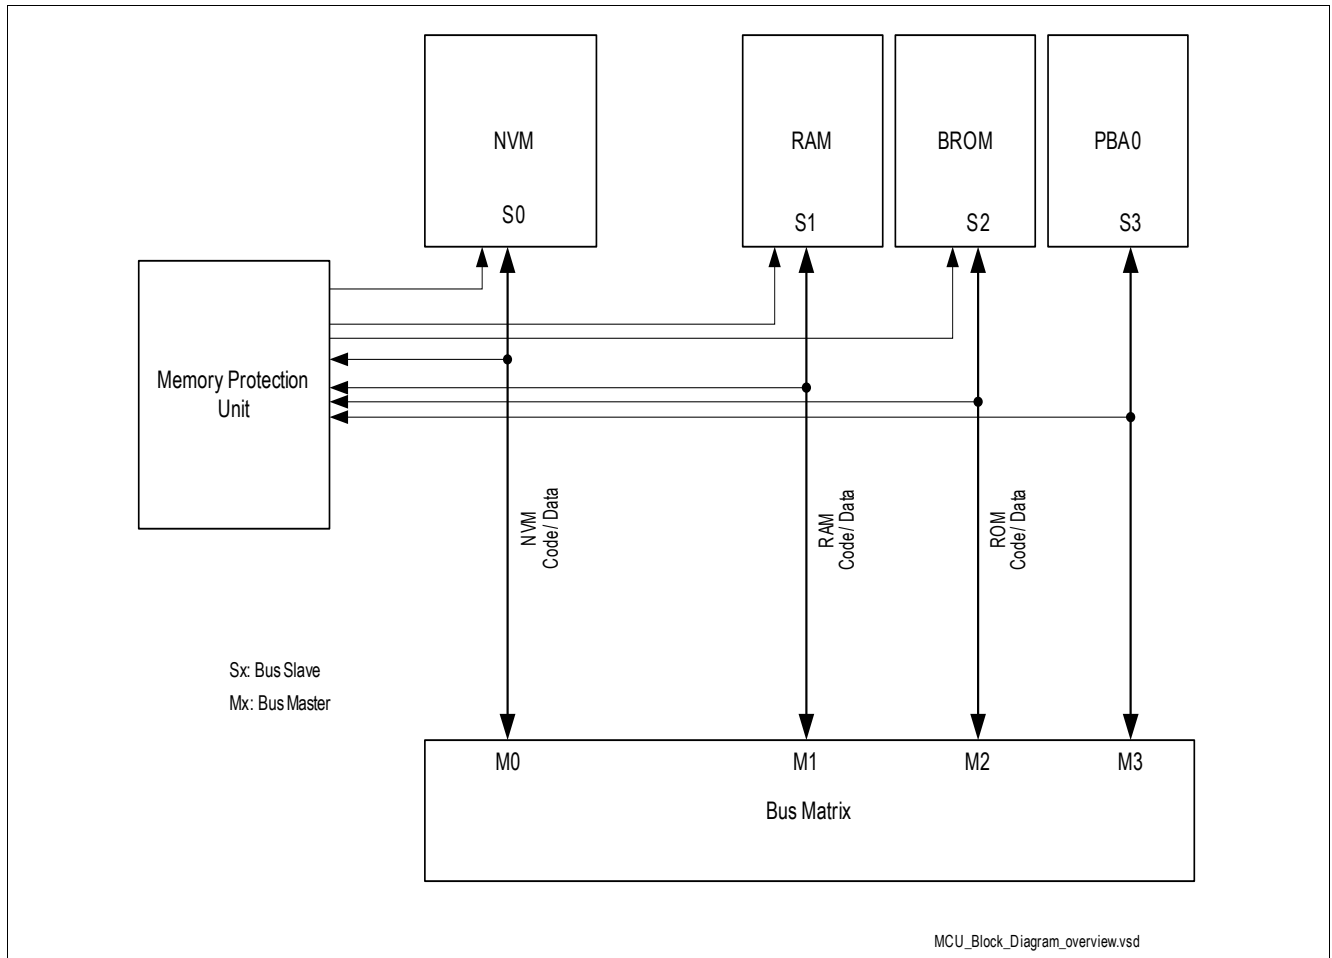 NVM
S0
RAM
S1
BROM
S2
PBA0
S3
Memory Protection
Unit
NVM
Code/ Data
RAM
Code/ Data
ROM
Code/ Data
Sx: Bus Slave
Mx: Bus Master
M0
M1
M2
M3
Bus Matrix
MCU_Block_Diagram_overview.vsd